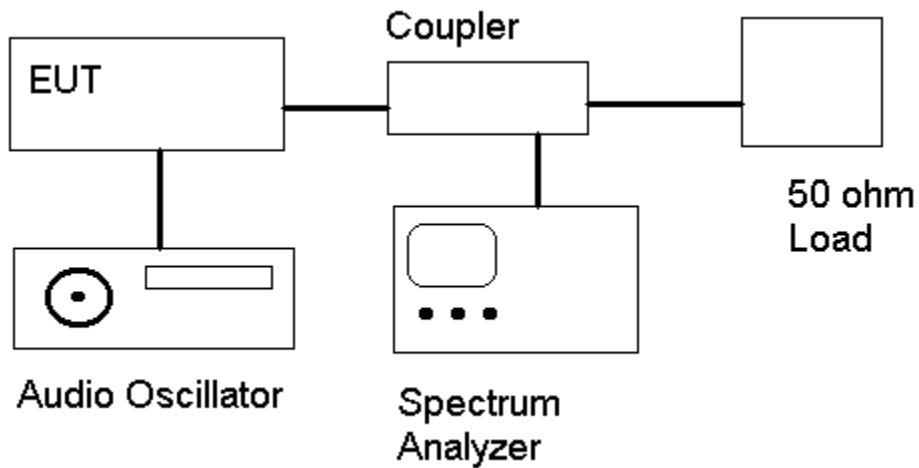 Coupler
EUT
50 ohm
Load
Audio Oscillator
Spectrum
Analyzer